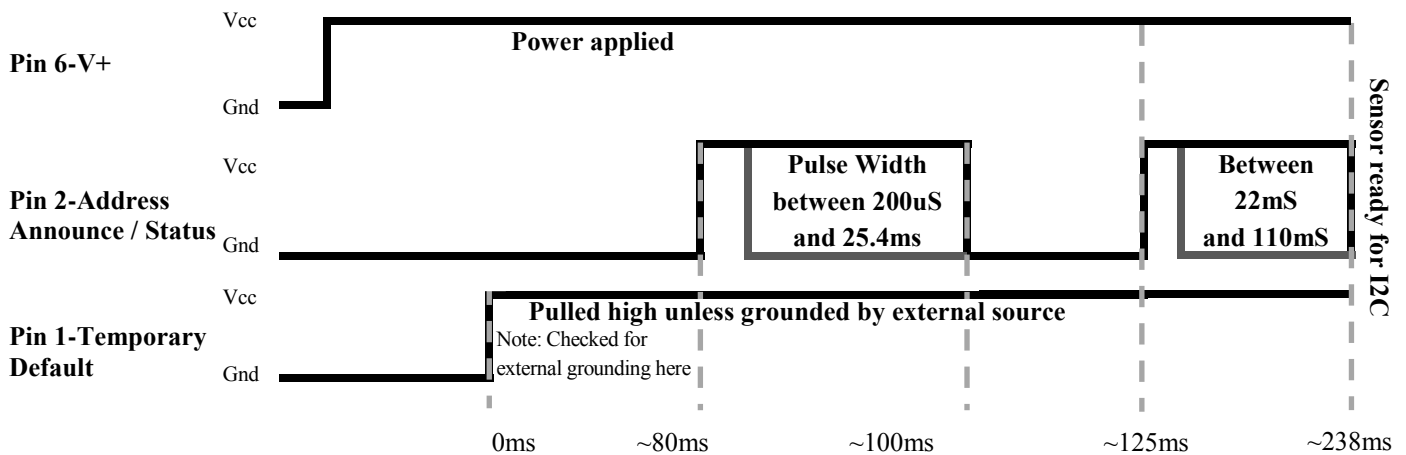 Vcc
Power applied
Pin 6-V+
Gnd
Sensor ready for I2C
Vcc
Pulse Width
between 200uS
and 25.4ms
Between
22mS
and 110mS
Pin 2-Address
Announce / Status
Gnd
Vcc
Pulled high unless grounded by external source
Pin 1-Temporary
Default
Note: Checked for
external grounding here
Gnd
0ms
~80ms
~100ms
~125ms
~238ms